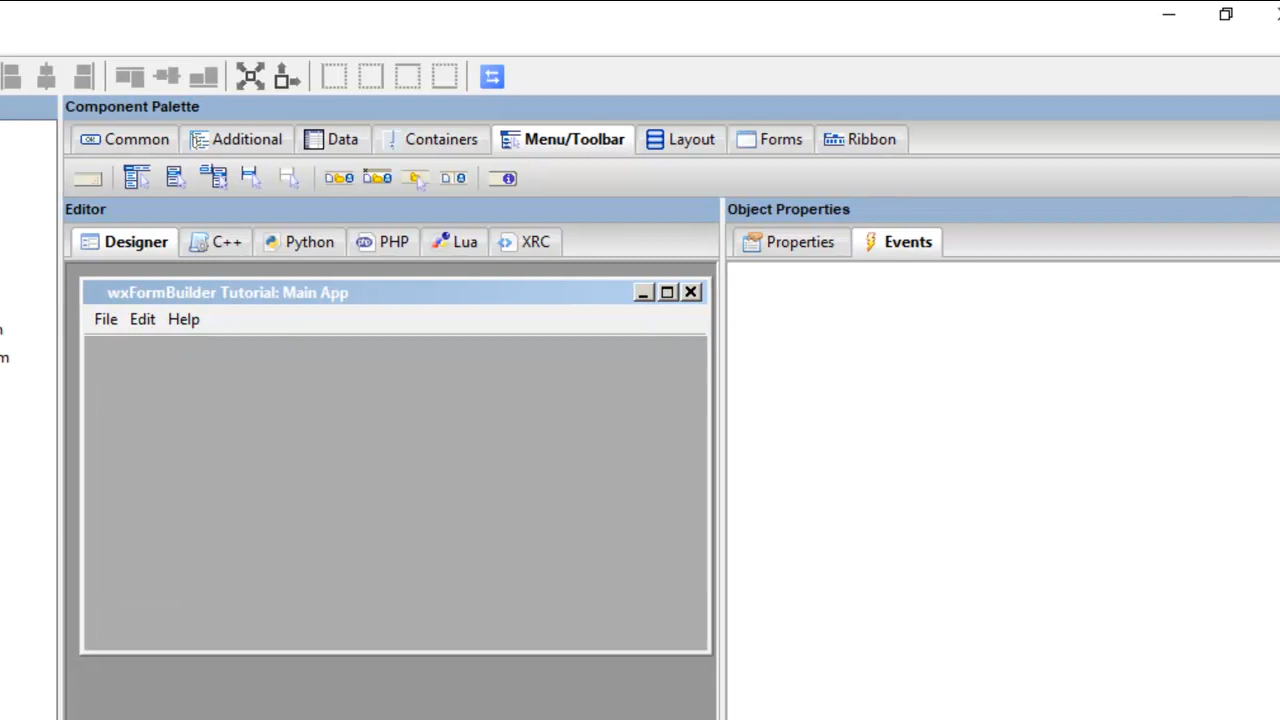 Component Palette
Common Additional Data Containers Menu/Toolbar Layout Forms Ribbon
Editor
Object Properties
Designer C++ Python PHP Lua XRC
Properties Events
wxFormBuilder Tutorial: Main App
File Edit Help